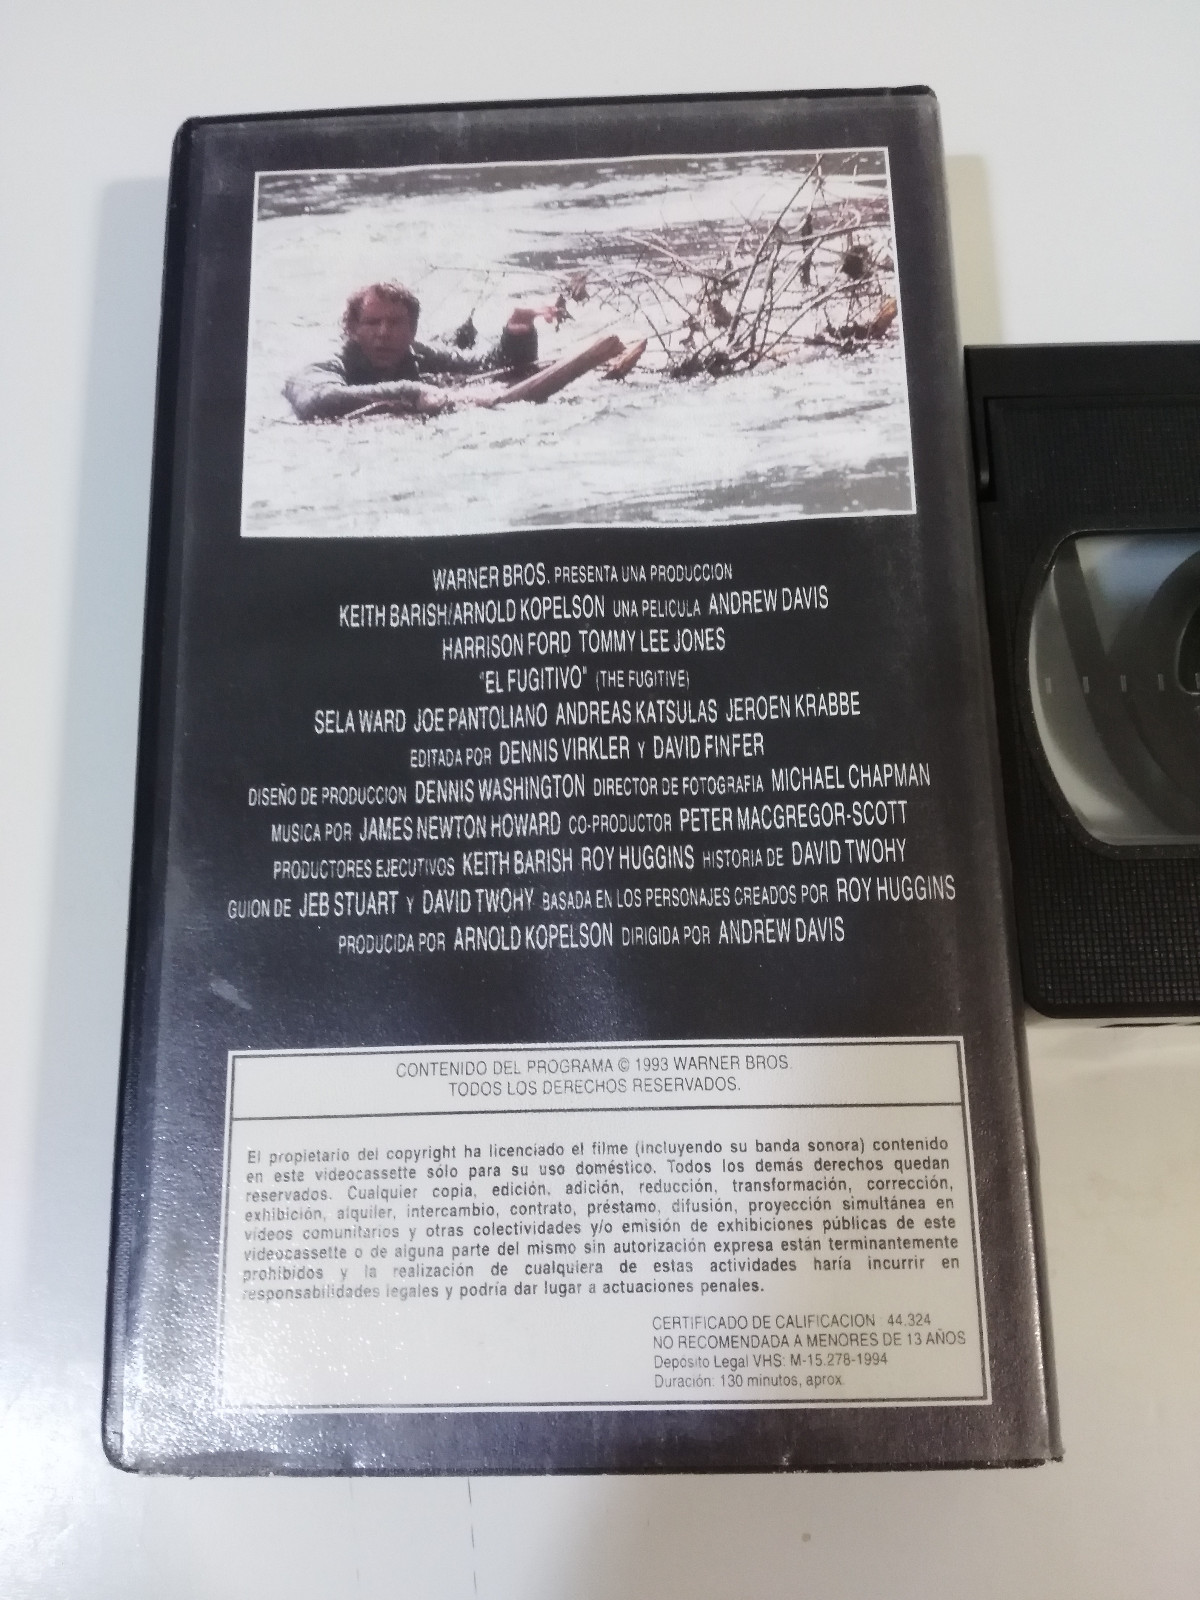 WARNER BROS. PRESENTA UNA PRODUCCION
KEITH BARISH/ARNOLD KOPELSON UNA PELICULA ANDREW DAVIS
HARRISON FORD TOMMY LEE JONES
"EL FUGITIVO" (THE FUGITIVE)
SELA WARD JOE PANTOLIANO ANDREAS KATSULAS JEROEN KRABBE
EDITADA POR DENNIS VIRKLER Y DAVID FINFER
DISEÑO DE PRODUCCION DENNIS WASHINGTON DIRECTOR DE FOTOGRAFIA MICHAEL CHAPMAN
MUSICA POR JAMES NEWTON HOWARD CO-PRODUCTOR PETER MACGREGOR-SCOTT
PRODUCTORES EJECUTIVOS KEITH BARISH ROY HUGGINS HISTORIA DE DAVID TWOHY
GUION DE JEB STUART Y DAVID TWOHY BASADA EN LOS PERSONAJES CREADOS POR ROY HUGGINS
PRODUCIDA POR ARNOLD KOPELSON DIRIGIDA POR ANDREW DAVIS
CONTENIDO DEL PROGRAMA © 1993 WARNER BROS.
TODOS LOS DERECHOS RESERVADOS.
El propietario del copyright ha licenciado el filme (incluyendo su banda sonora) contenido
en este videocassette sólo para su uso doméstico. Todos los demás derechos quedan
reservados. Cualquier copia, edición, adición, reducción, transformación, corrección,
exhibición, alquiler, intercambio, contrato, préstamo, difusión, proyección simultánea en
vídeos comunitarios y otras colectividades y/o emisión de exhibiciones públicas de este
videocassette o de alguna parte del mismo sin autorización expresa están terminantemente
prohibidos y la realización de cualquiera de estas actividades haría incurrir en
responsabilidades legales y podría dar lugar a actuaciones penales.
CERTIFICADO DE CALIFICACION 44.324
NO RECOMENDADA A MENORES DE 13 AÑOS
Depósito Legal VHS: M-15.278-1994
Duración: 130 minutos, aprox.